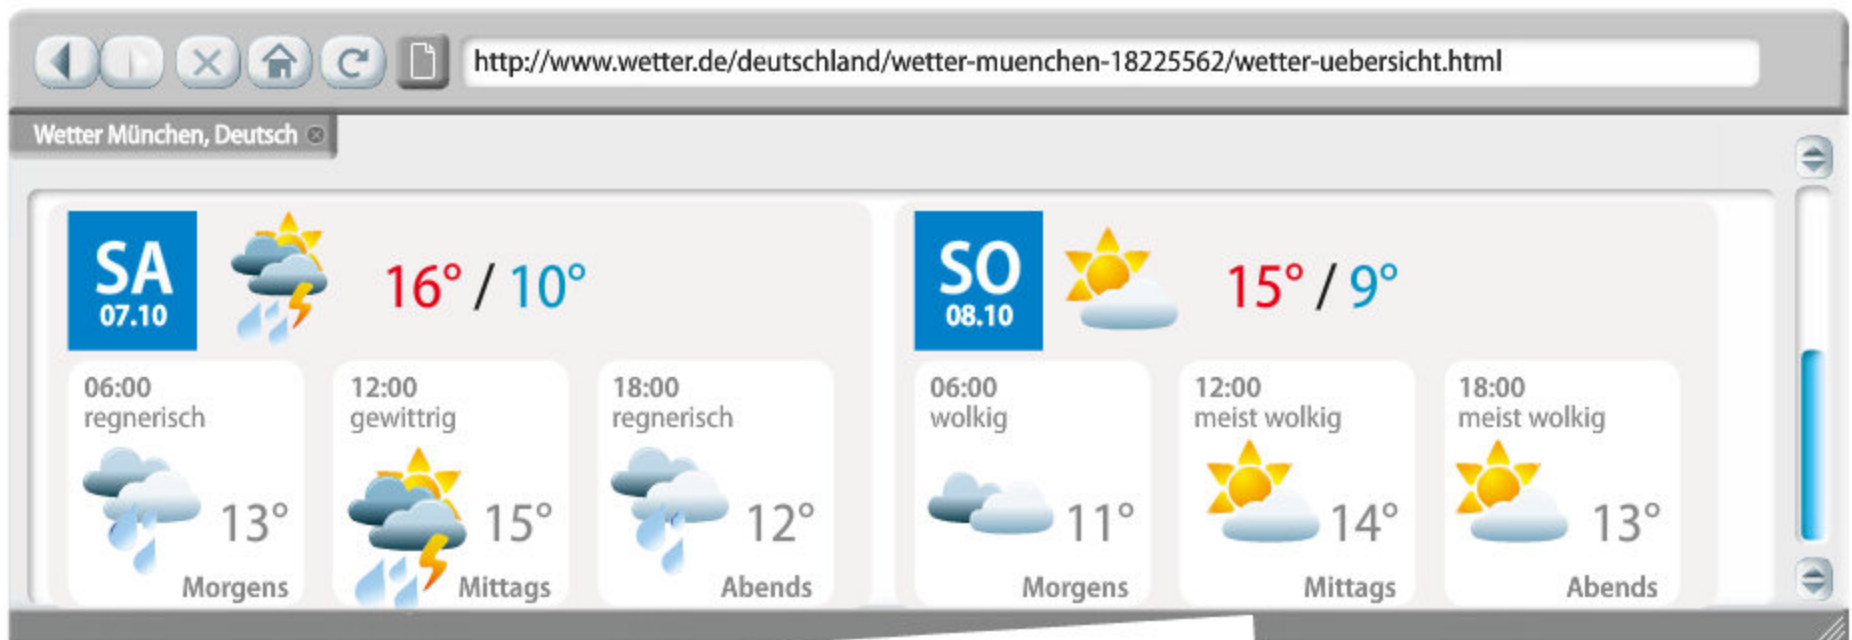 http://www.wetter.de/deutschland/wetter-muenchen-18225562/wetter-uebersicht.html
Wetter München, Deutsch
SA
07.10
16° / 10°
06:00
regnerisch
13°
Morgens
12:00
gewittrig
15°
Mittags
18:00
regnerisch
12°
Abends
SO
08.10
15° / 9°
06:00
wolkig
11°
Morgens
12:00
meist wolkig
14°
Mittags
18:00
meist wolkig
13°
Abends